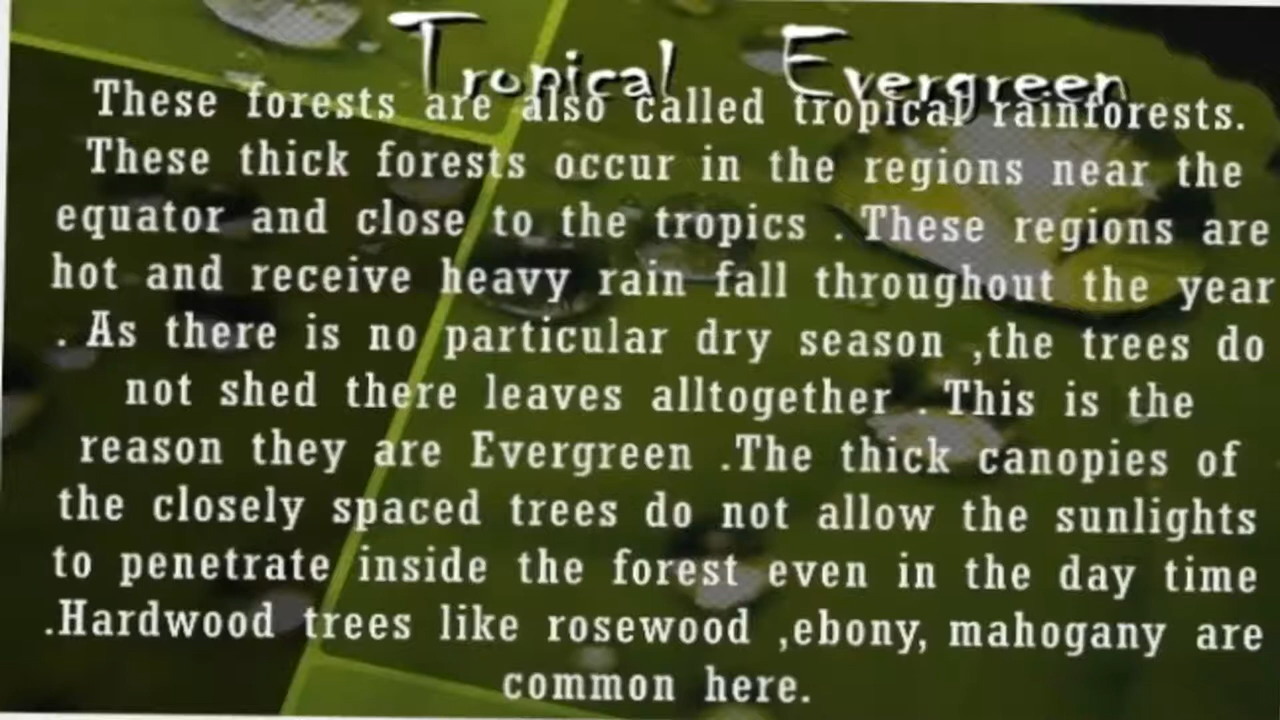 Tropical Evergreen
These forests are also called tropical rainforests.
These thick forests occur in the regions near the
equator and close to the tropics . These regions are
hot and receive heavy rain fall throughout the year
. As there is no particular dry season ,the trees do
not shed there leaves alltogether . This is the
reason they are Evergreen .The thick canopies of
the closely spaced trees do not allow the sunlights
to penetrate inside the forest even in the day time
.Hardwood trees like rosewood ,ebony, mahogany are
common here.